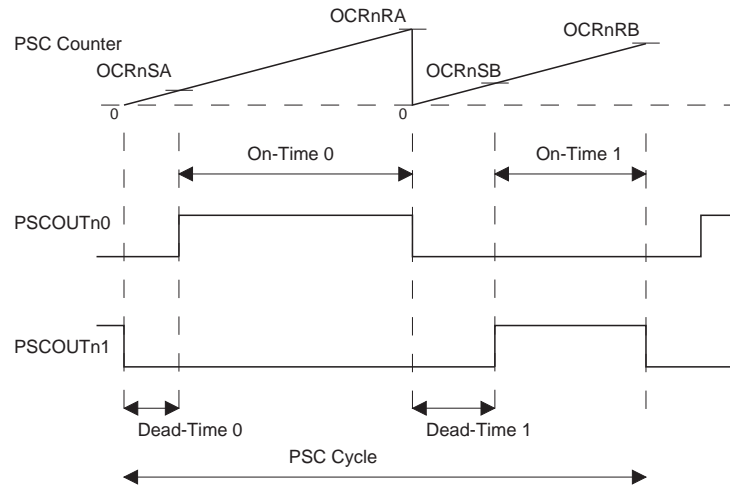 OCRnRA
OCRnRB
PSC Counter
OCRnSA
OCRnSB
0
0
On-Time 0
On-Time 1
PSCOUTn0
PSCOUTn1
Dead-Time 0
Dead-Time 1
PSC Cycle